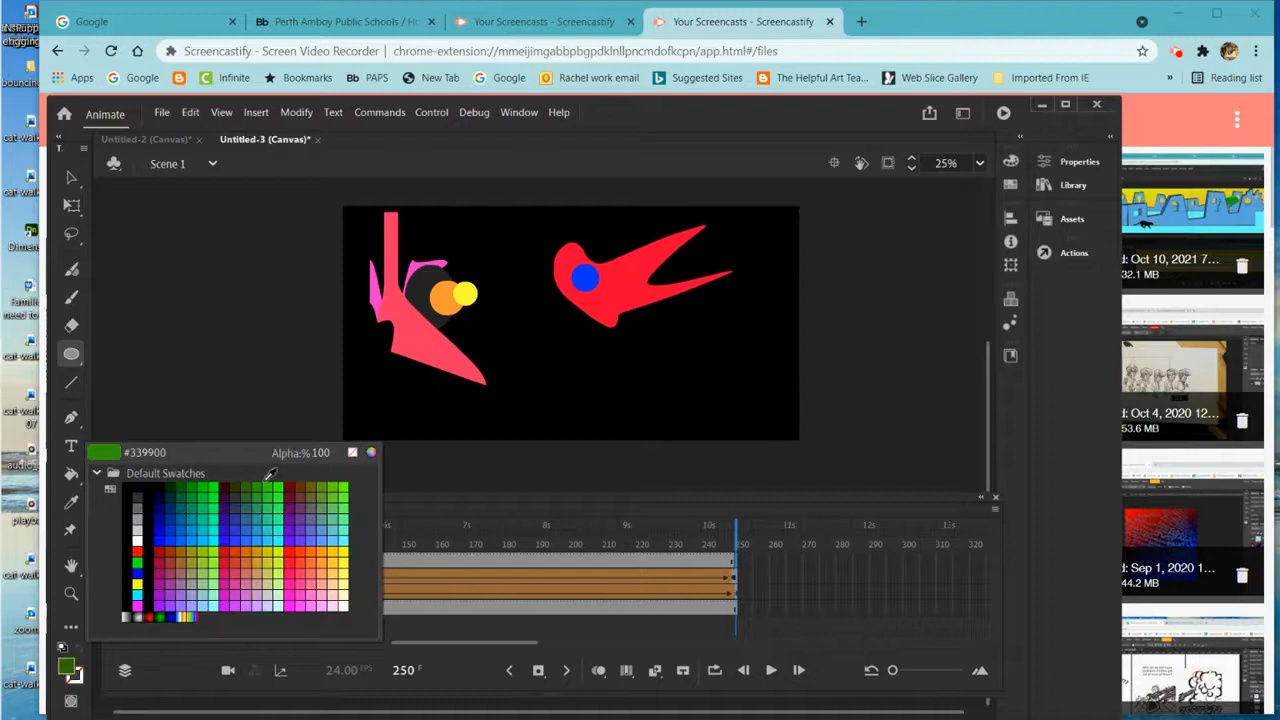 Google
Bb Perth Amboy Public Schools / Ho
Your Screencasts - Screencastify
Your Screencasts - Screencastify
Screencastify - Screen Video Recorder | chrome-extension://mmeijimgabbpbgpdklnllpncmdofkcpn/app.html#/files
Apps
Google
Infinite
Bookmarks
Bb PAPS
New Tab
Google
Rachel work email
Suggested Sites
The Helpful Art Tea...
Web Slice Gallery
Imported From IE
»
Reading list
Animate
File
Edit
View
Insert
Modify
Text
Commands
Control
Debug
Window
Help
Untitled-2 (Canvas)*
Untitled-3 (Canvas)*
Scene 1
25%
Properties
Library
Assets
Actions
d: Oct 10, 2021 7...
32.1 MB
d: Oct 4, 2020 12...
53.6 MB
d: Sep 1, 2020 1...
44.2 MB
#339900
Alpha:% 100
Default Swatches
6s 7s 8s 9s 10s 11s 12s 13s
150 160 170 180 190 200 210 220 230 240 250 260 270 280 290 300 310 320
24.00 FPS
250 F